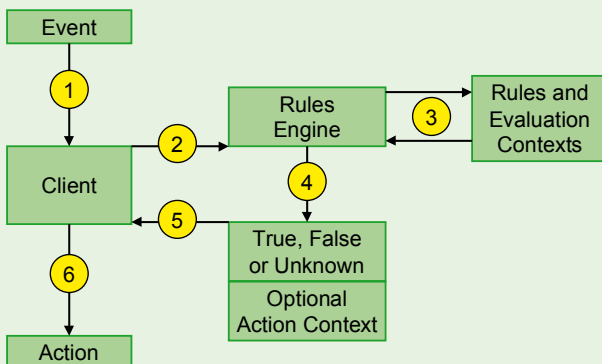 Event
1
Rules
Engine
3
Rules and
Evaluation
Contexts
2
Client
4
5
True, False
or Unknown
6
Optional
Action Context
Action